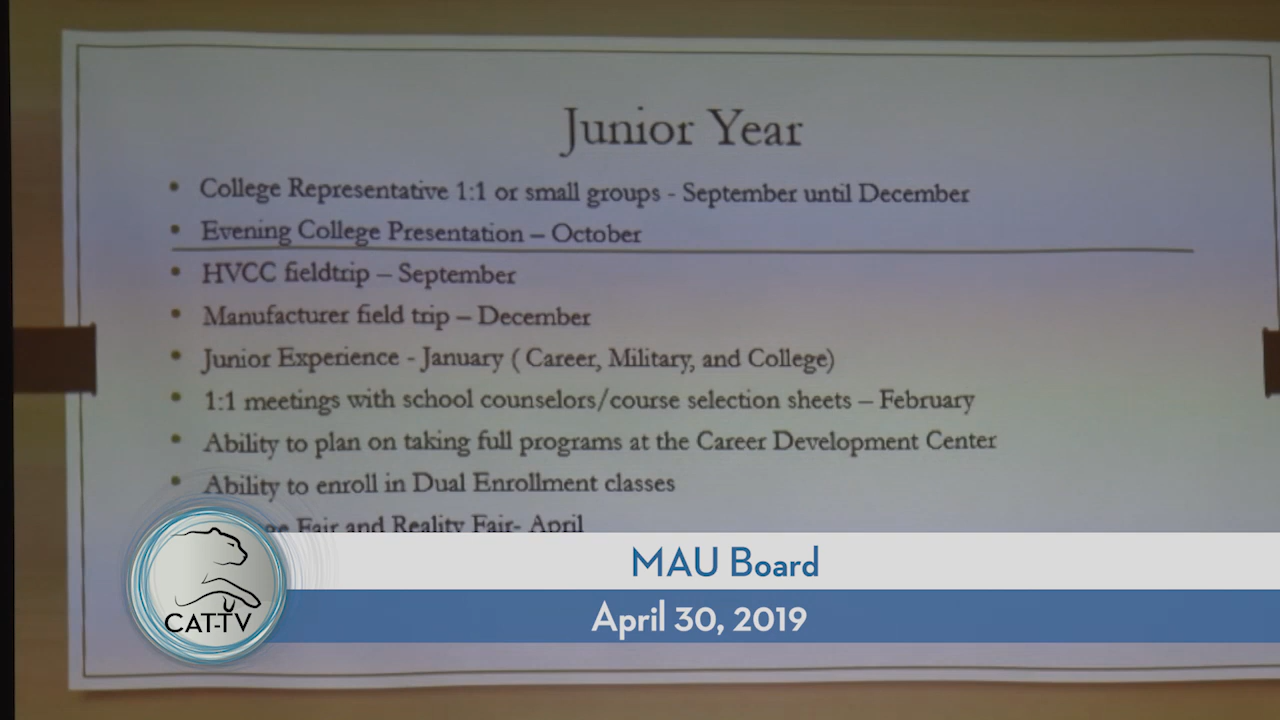 Junior Year
• College Representative 1:1 or small groups - September until December
• Evening College Presentation – October
• HVCC fieldtrip – September
• Manufacturer field trip – December
• Junior Experience - January ( Career, Military, and College)
• 1:1 meetings with school counselors/course selection sheets – February
• Ability to plan on taking full programs at the Career Development Center
• Ability to enroll in Dual Enrollment classes
Fair and Reality Fair- April
MAU Board
April 30, 2019
CAT-TV